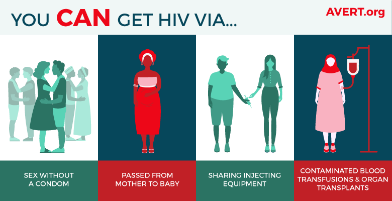 YOU CAN GET HIV VIA...
AVERT.org
SEX WITHOUT
A CONDOM
PASSED FROM
MOTHER TO BABY
SHARING INJECTING
EQUIPMENT
CONTAMINATED BLOOD
TRANSFUSIONS & ORGAN
TRANSPLANTS